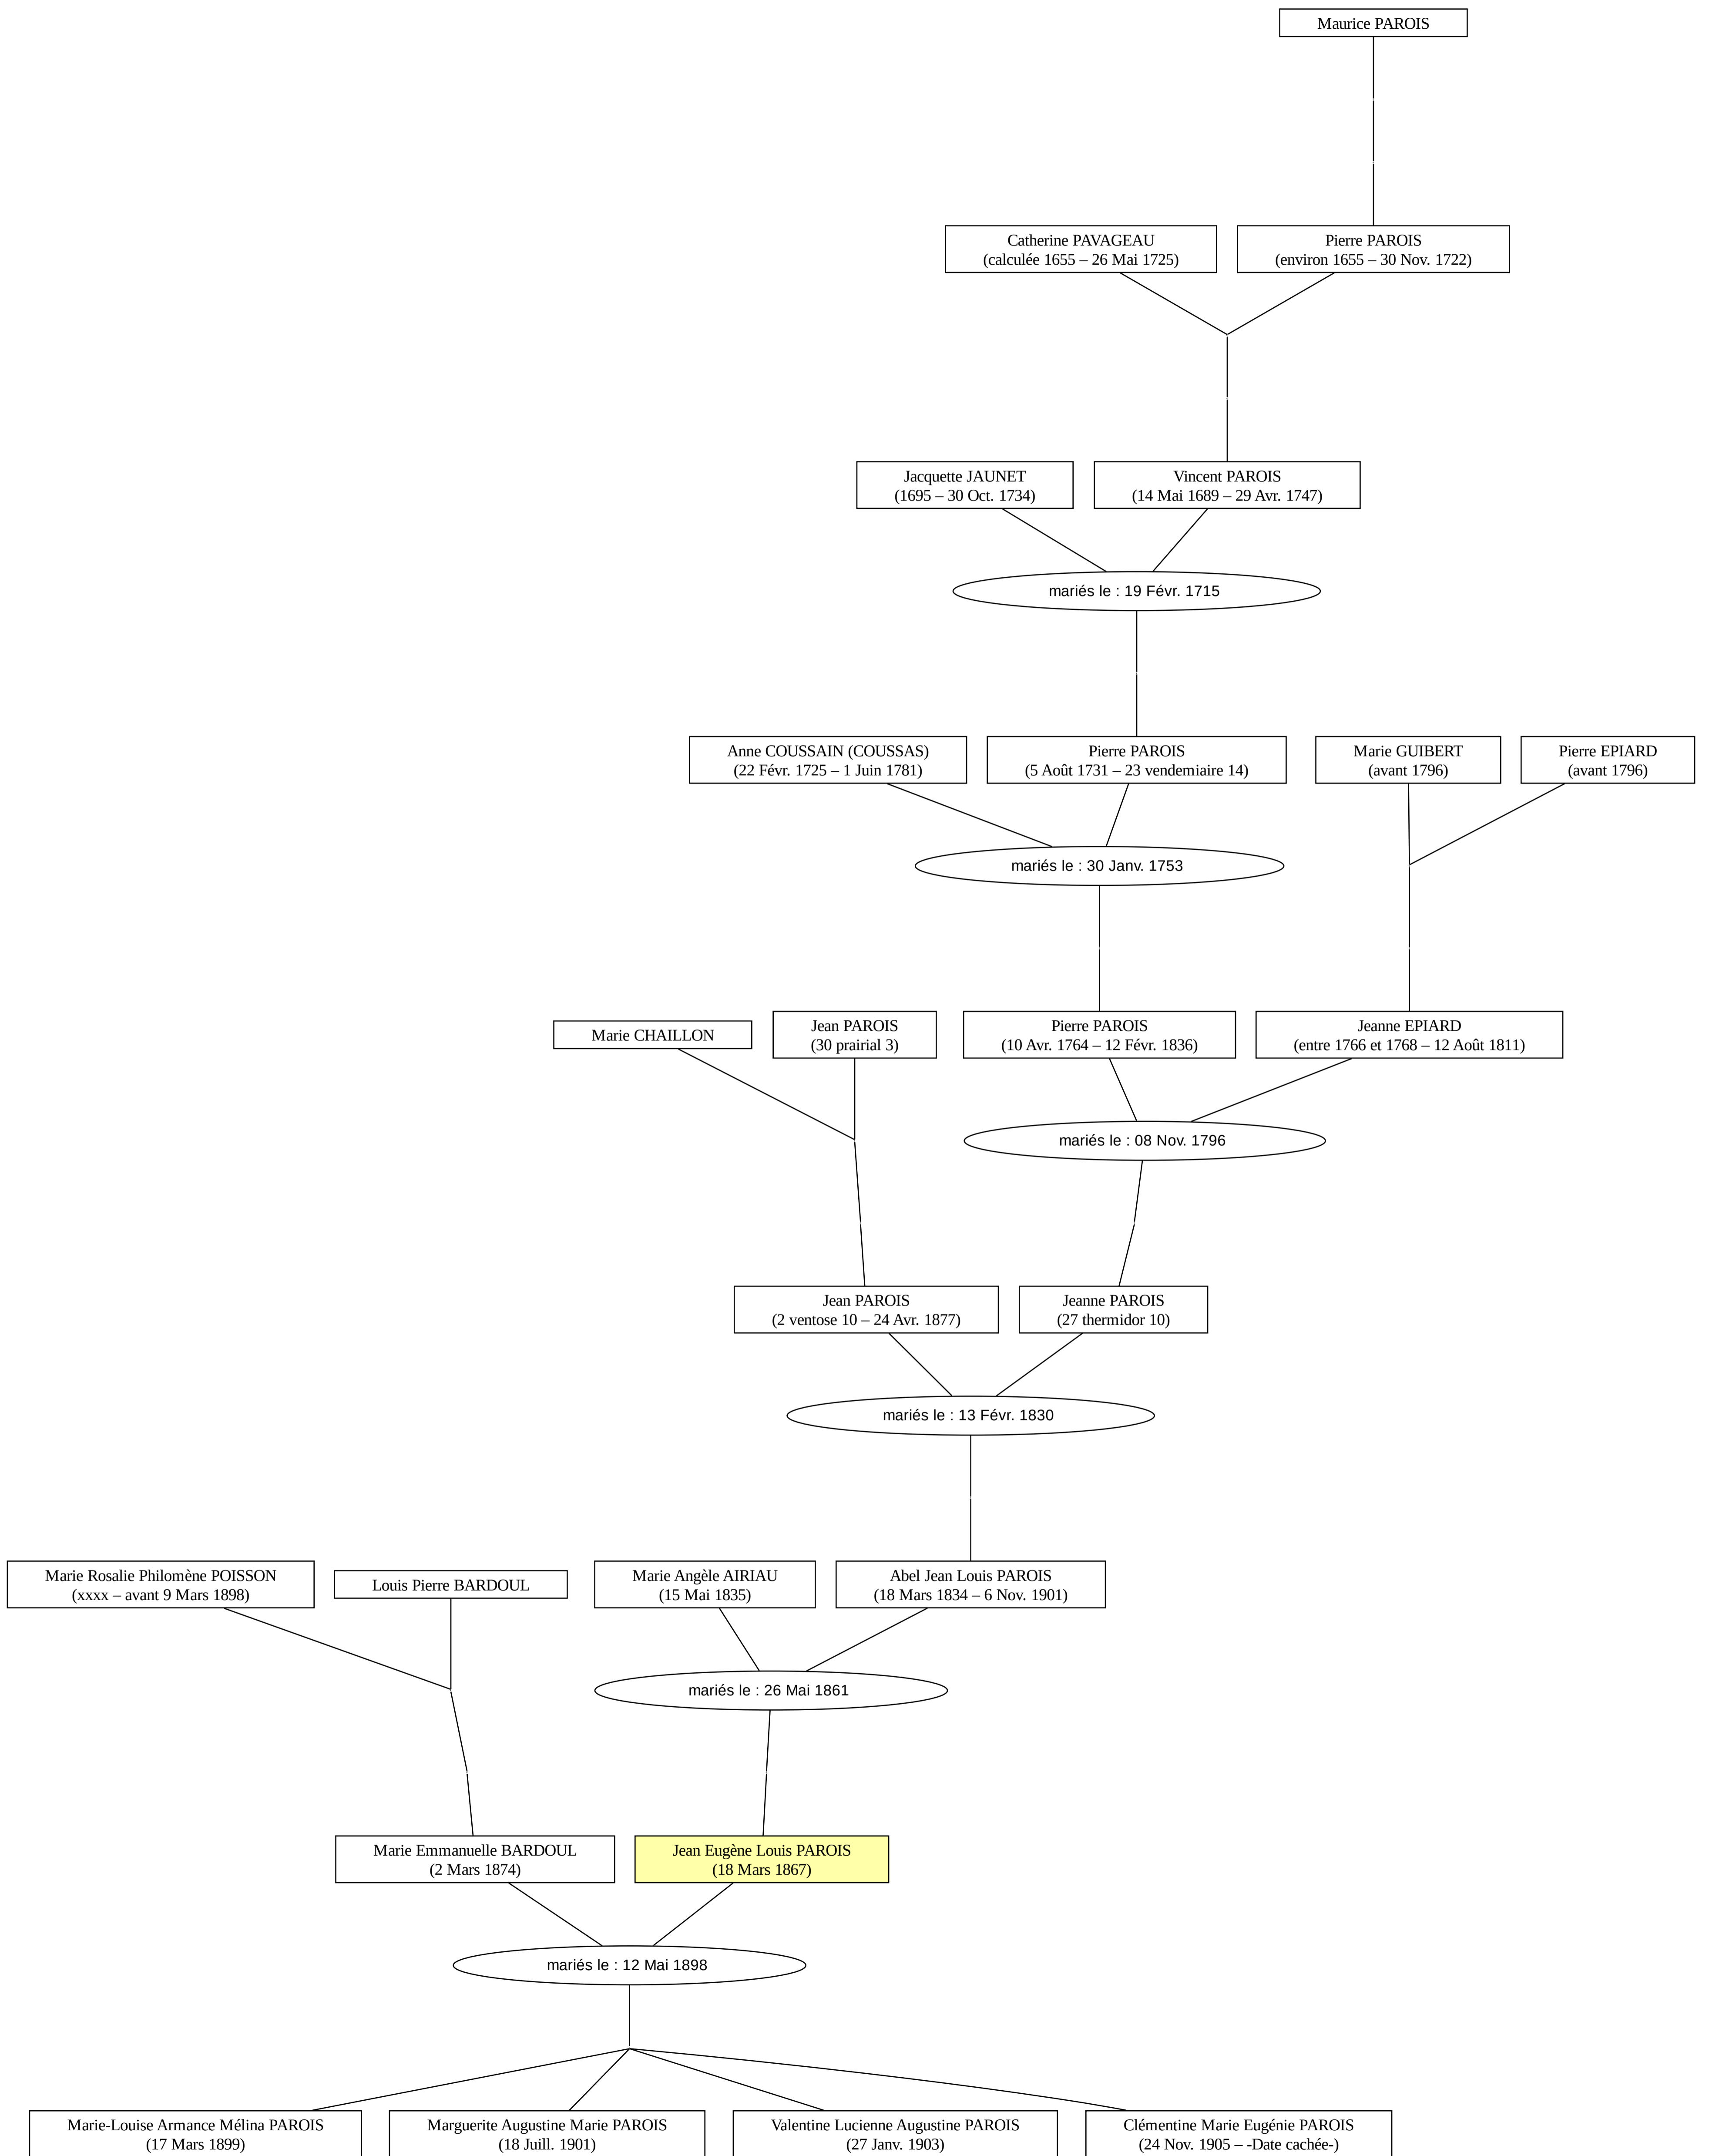 Maurice PAROIS
Catherine PAVAGEAU
(calculée 1655 – 26 Mai 1725)
Pierre PAROIS
(environ 1655 – 30 Nov. 1722)
Jacquette JAUNET
(1695 – 30 Oct. 1734)
Vincent PAROIS
(14 Mai 1689 – 29 Avr. 1747)
mariés le : 19 Févr. 1715
Anne COUSSAIN (COUSSAS)
(22 Févr. 1725 – 1 Juin 1781)
Pierre PAROIS
(5 Août 1731 – 23 vendemiaire 14)
Marie GUIBERT
(avant 1796)
Pierre EPIARD
(avant 1796)
mariés le : 30 Janv. 1753
Marie CHAILLON
Jean PAROIS
(30 prairial 3)
Pierre PAROIS
(10 Avr. 1764 – 12 Févr. 1836)
Jeanne EPIARD
(entre 1766 et 1768 – 12 Août 1811)
mariés le : 08 Nov. 1796
Jean PAROIS
(2 ventose 10 – 24 Avr. 1877)
Jeanne PAROIS
(27 thermidor 10)
mariés le : 13 Févr. 1830
Marie Rosalie Philomène POISSON
(xxxx – avant 9 Mars 1898)
Louis Pierre BARDOUL
Marie Angèle AIRIAU
(15 Mai 1835)
Abel Jean Louis PAROIS
(18 Mars 1834 – 6 Nov. 1901)
mariés le : 26 Mai 1861
Marie Emmanuelle BARDOUL
(2 Mars 1874)
Jean Eugène Louis PAROIS
(18 Mars 1867)
mariés le : 12 Mai 1898
Marie-Louise Armance Mélina PAROIS
(17 Mars 1899)
Marguerite Augustine Marie PAROIS
(18 Juill. 1901)
Valentine Lucienne Augustine PAROIS
(27 Janv. 1903)
Clémentine Marie Eugénie PAROIS
(24 Nov. 1905 – -Date cachée-)